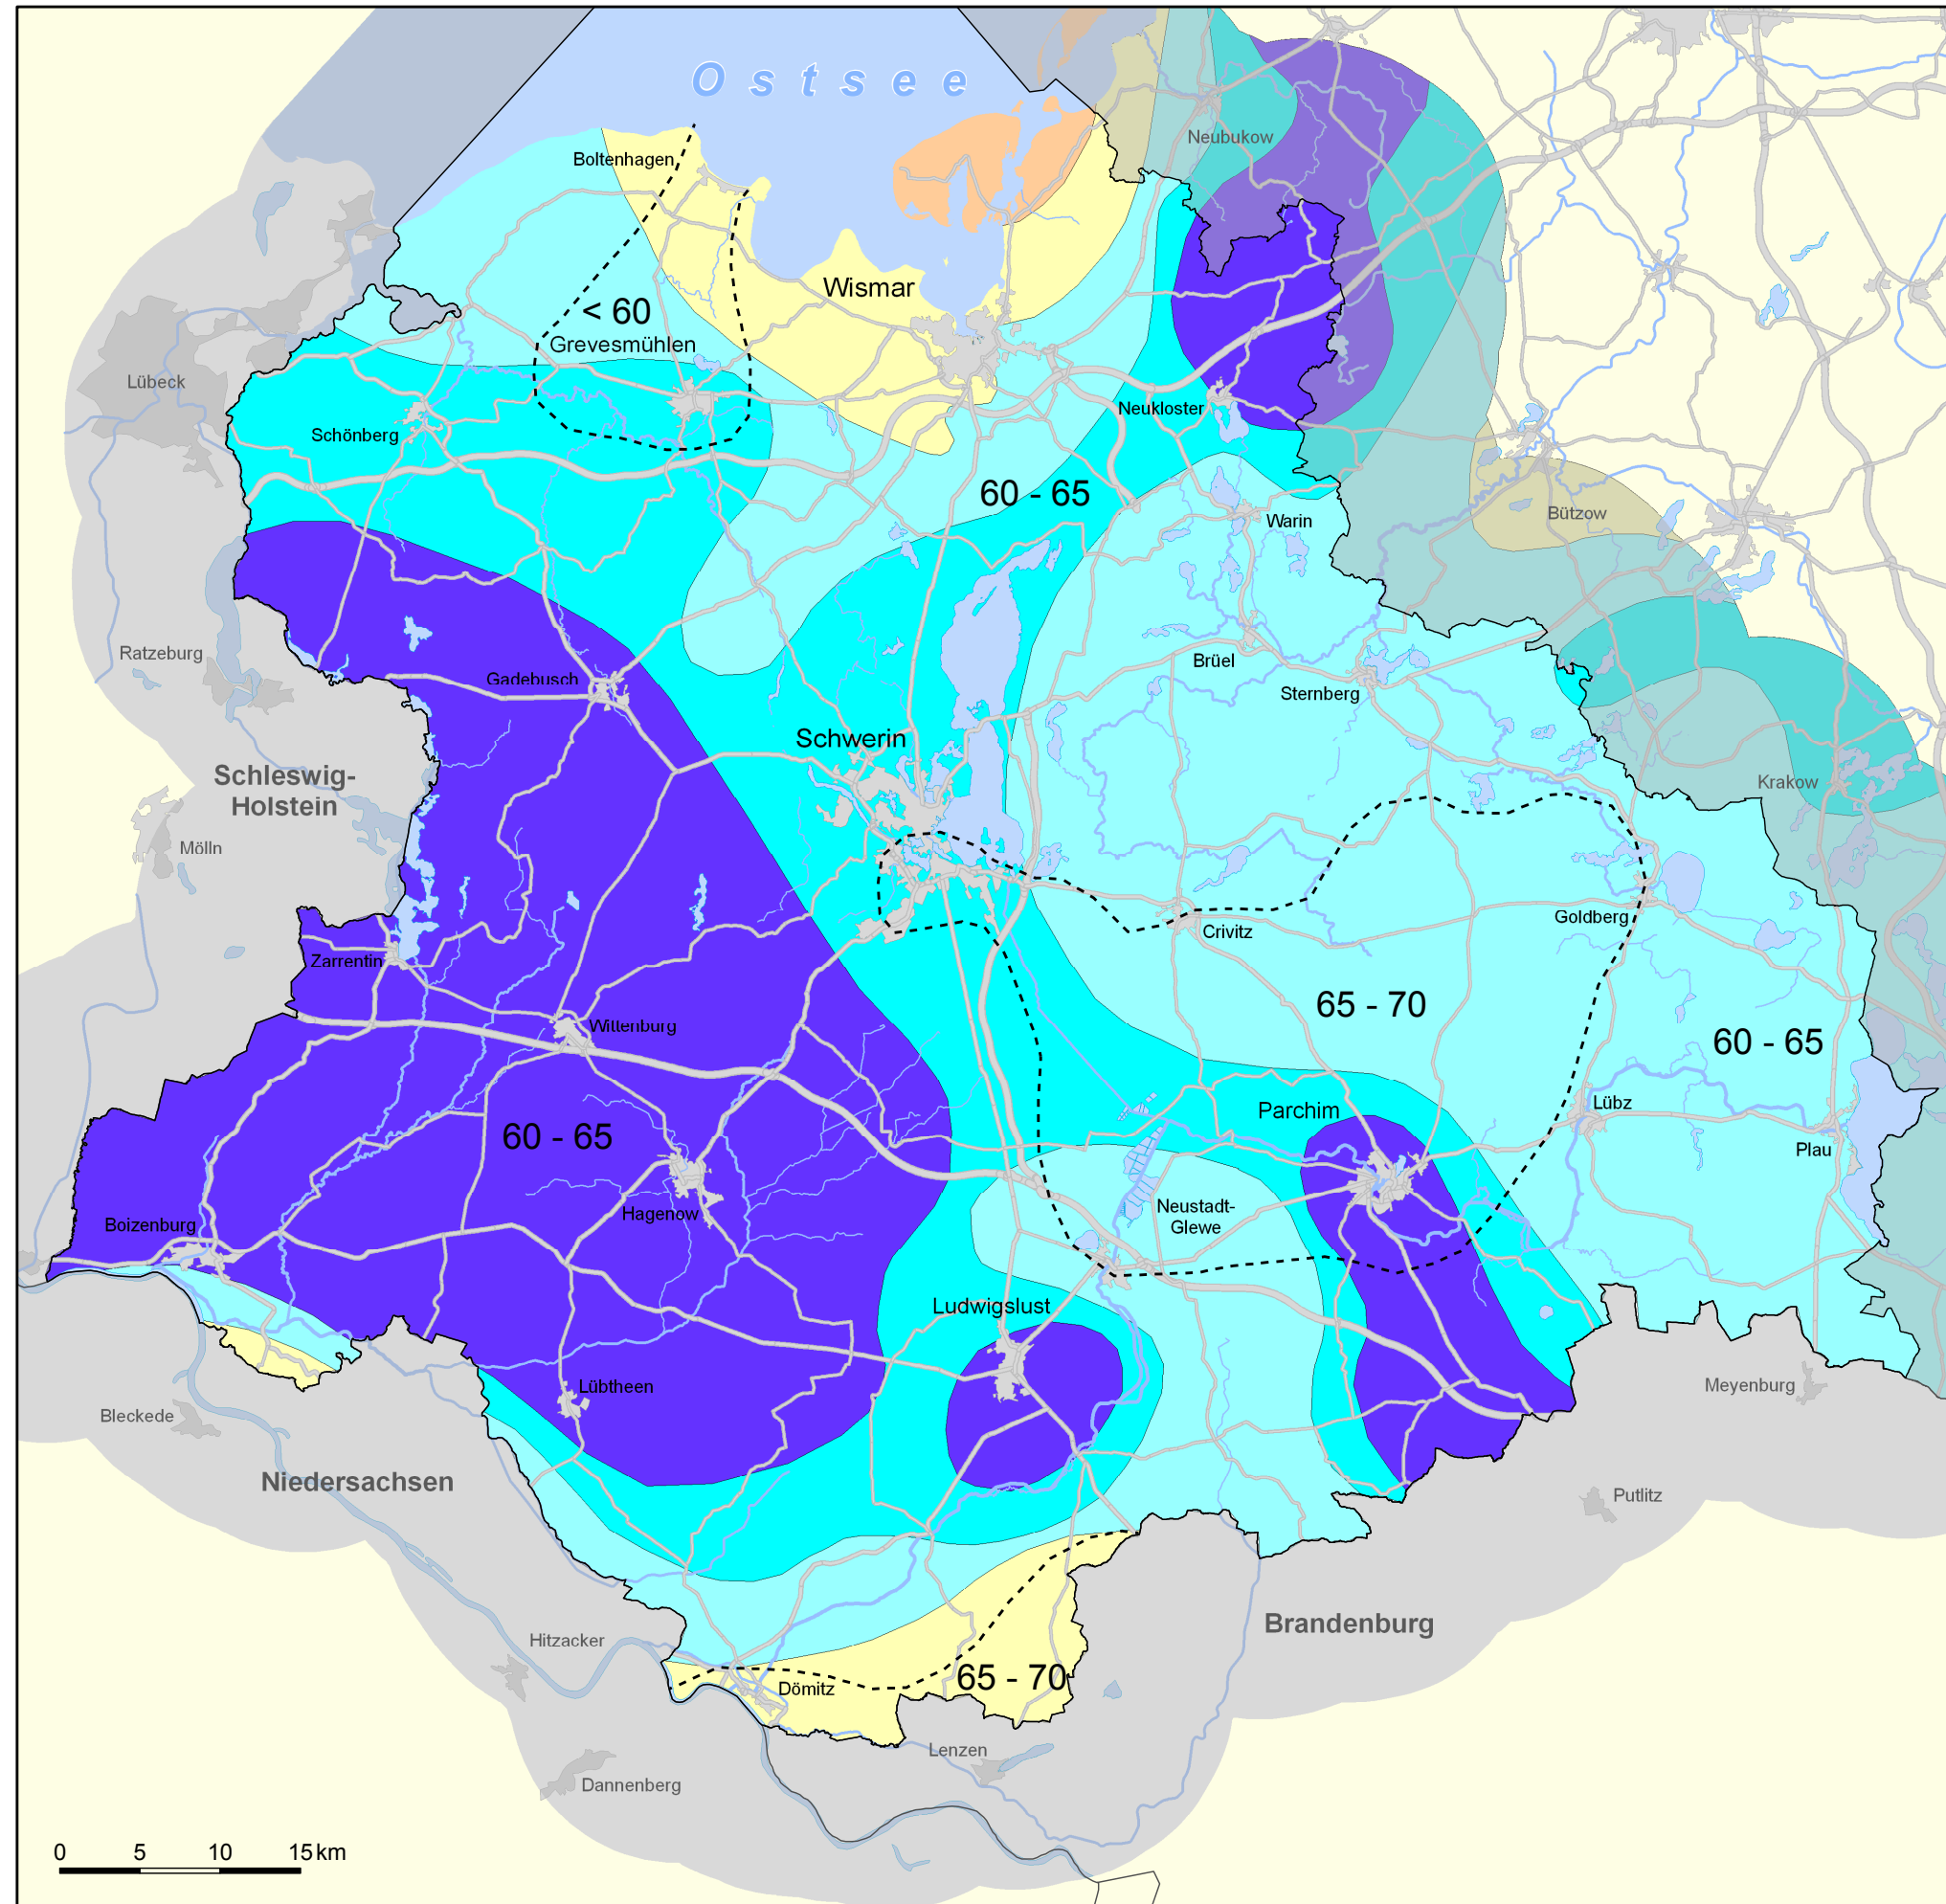 Ostsee
Neubukow
Boltenhagen
Wismar
< 60
Grevesmühlen
Lübeck
Neukloster
Schönberg
60 - 65
Bützow
Warin
Ratzeburg
Brüel
Gadebusch
Sternberg
Schwerin
Schleswig-
Holstein
Krakow
Mölln
Goldberg
Crivitz
Zarrentin
65 - 70
Wittenburg
60 - 65
Lübz
Parchim
60 - 65
Plau
Neustadt-
Glewe
Hagenow
Boizenburg
Ludwigslust
Lübtheen
Meyenburg
Bleckede
Niedersachsen
Putlitz
Brandenburg
Hitzacker
65 - 70
Dömitz
Lenzen
Dannenberg
0 5 10 15 km